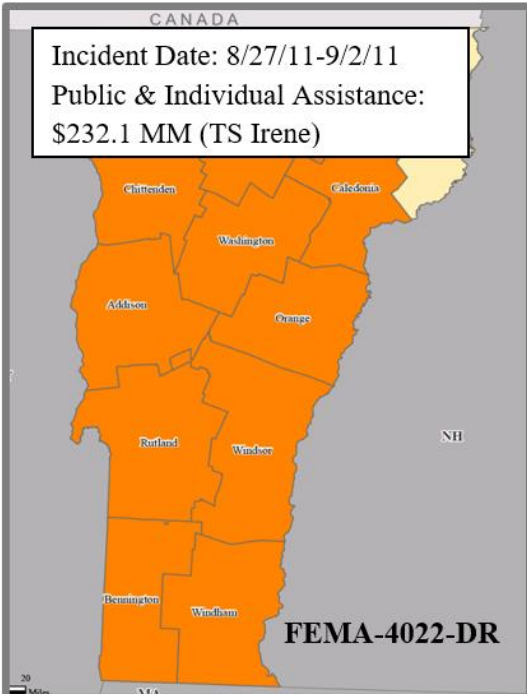 CANADA
Incident Date: 8/27/11-9/2/11
Public & Individual Assistance:
$232.1 MM (TS Irene)
Chittenden
Caledonia
Washington
Addison
Orange
Rutland
Windsor
NH
Bennington
Windham
FEMA-4022-DR
20
Miles
MA